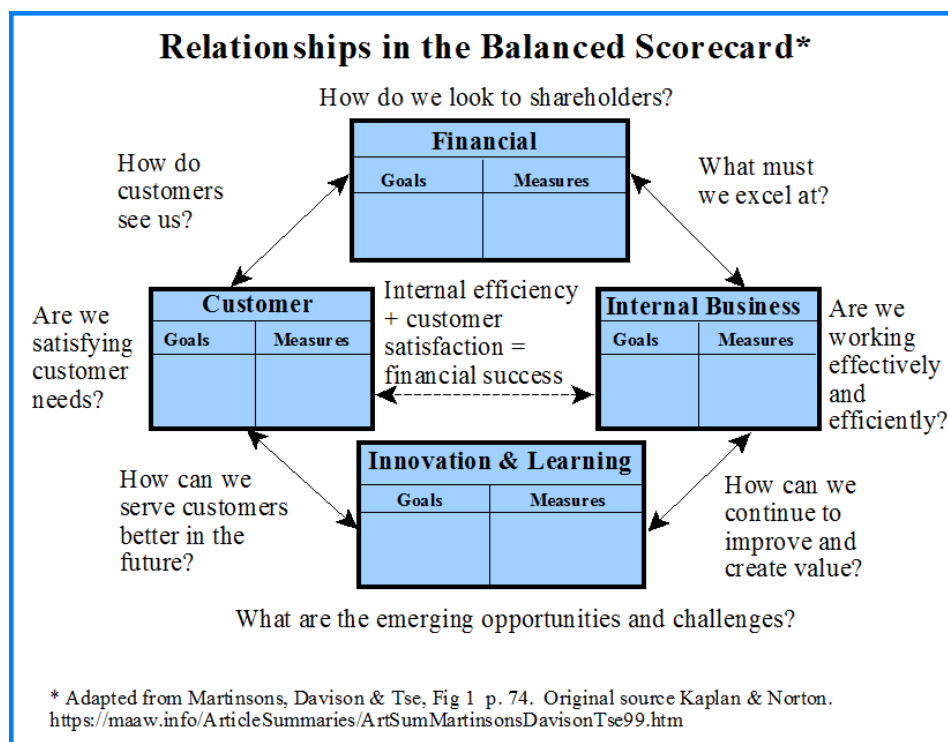 Relationships in the Balanced Scorecard*
How do we look to shareholders?
Financial
Goals Measures
How do
customers
see us?
What must
we excel at?
Customer
Goals Measures
Internal efficiency
+ customer
satisfaction =
financial success
Internal Business
Goals Measures
Are we
satisfying
customer
needs?
Are we
working
effectively
and
efficiently?
Innovation & Learning
Goals Measures
How can we
serve customers
better in the
future?
How can we
continue to
improve and
create value?
What are the emerging opportunities and challenges?
* Adapted from Martinsons, Davison & Tse, Fig 1 p. 74. Original source Kaplan & Norton.
https://maaw.info/ArticleSummaries/ArtSumMartinsonsDavisonTse99.htm